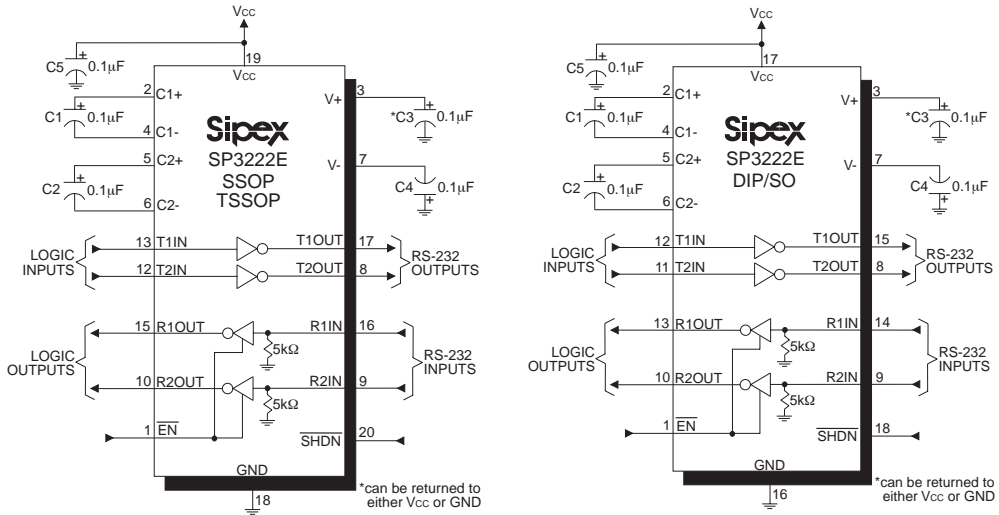 VCC
19
VCC
C5 + 0.1µF
2 C1+
C1 + 0.1µF
4 C1-
5 C2+
C2 + 0.1µF
6 C2-
Sipex
SP3222E
SSOP
TSSOP
V+ 3
*C3 + 0.1µF
V- 7
C4 0.1µF
+
LOGIC
INPUTS
13 T1IN T1OUT 17
12 T2IN T2OUT 8
RS-232
OUTPUTS
LOGIC
OUTPUTS
15 R1OUT R1IN 16
5kΩ
10 R2OUT R2IN 9
5kΩ
RS-232
INPUTS
1 EN
SHDN 20
GND
18
*can be returned to
either VCC or GND
VCC
17
VCC
C5 + 0.1µF
2 C1+
C1 + 0.1µF
4 C1-
5 C2+
C2 + 0.1µF
6 C2-
Sipex
SP3222E
DIP/SO
V+ 3
*C3 + 0.1µF
V- 7
C4 0.1µF
+
LOGIC
INPUTS
12 T1IN T1OUT 15
11 T2IN T2OUT 8
RS-232
OUTPUTS
LOGIC
OUTPUTS
13 R1OUT R1IN 14
5kΩ
10 R2OUT R2IN 9
5kΩ
RS-232
INPUTS
1 EN
SHDN 18
GND
16
*can be returned to
either VCC or GND